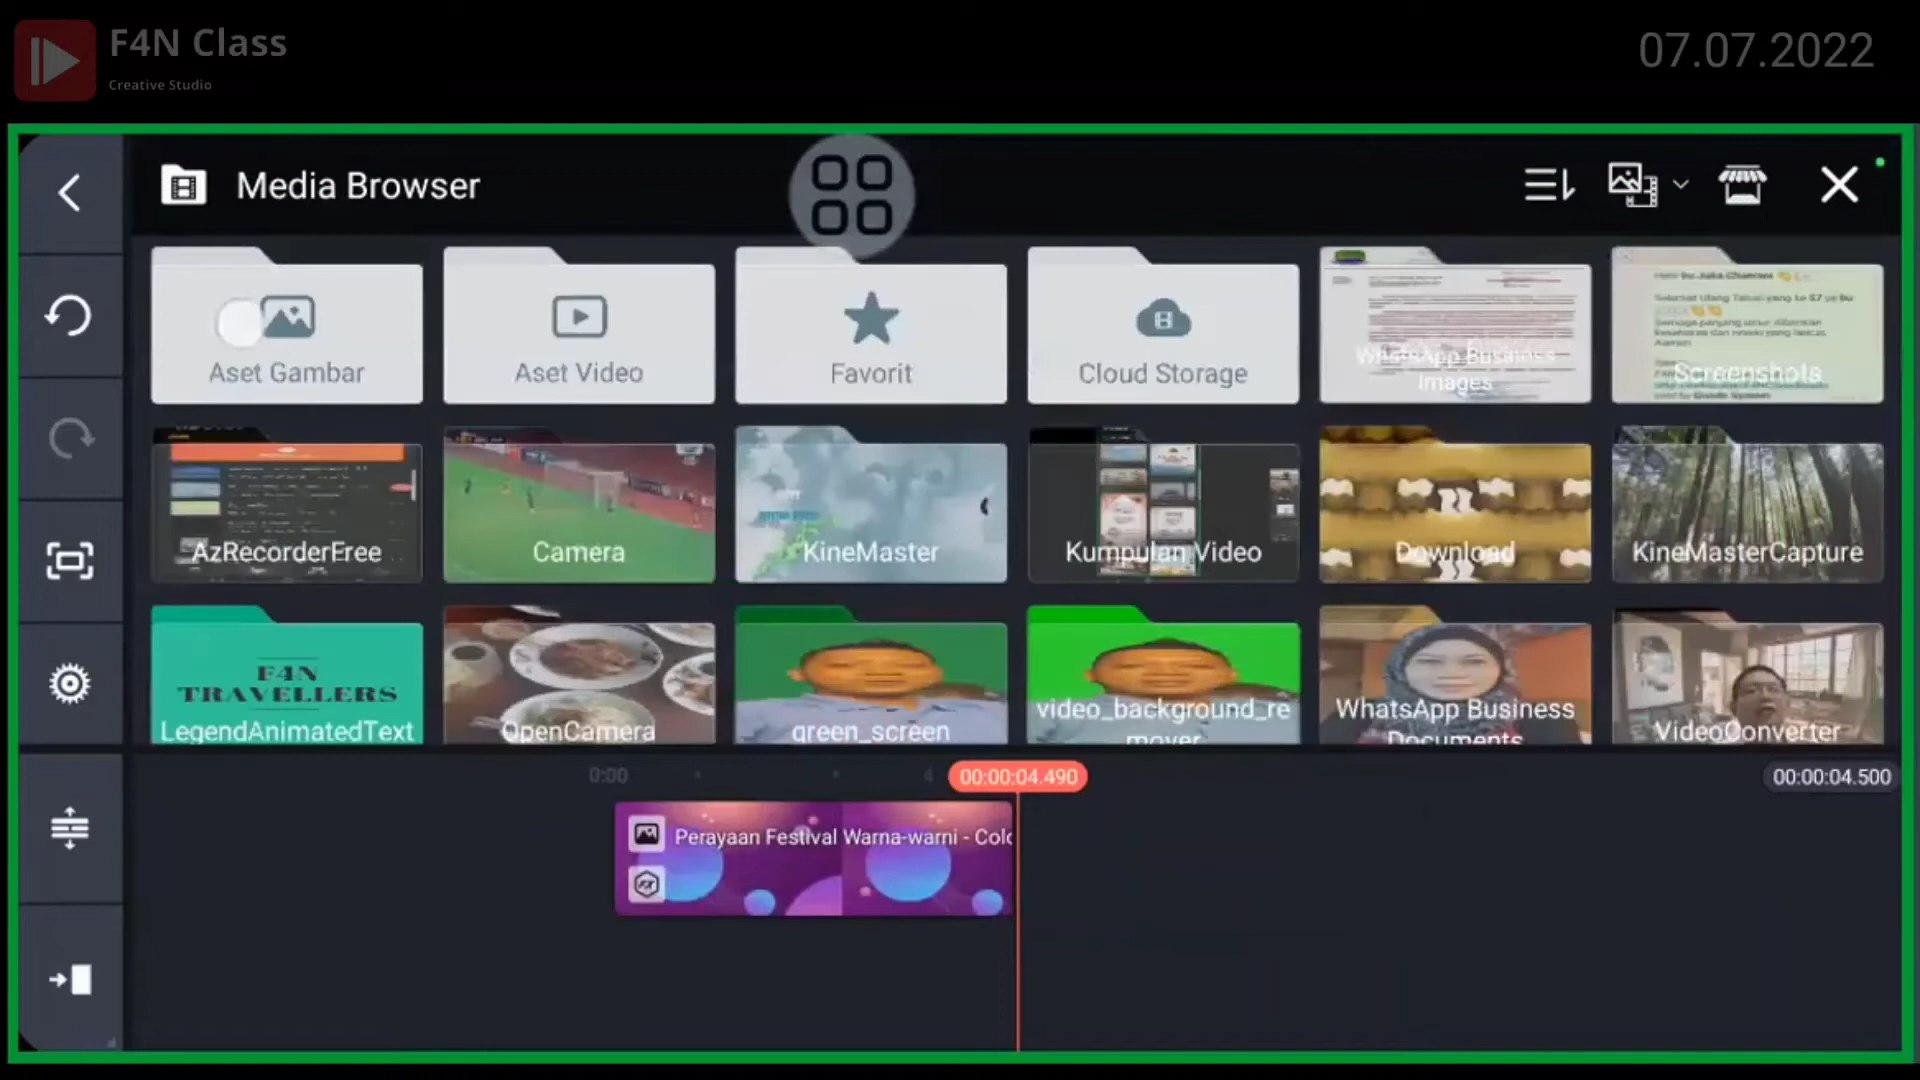 F4N Class
Creative Studio
07.07.2022
Media Browser
Aset Gambar
Aset Video
Favorit
Cloud Storage
WhatsApp Business
Images
Screenshots
AzRecorderFree
Camera
KineMaster
Kumpulan Video
Download
KineMasterCapture
F4N
TRAVELLERS
LegendAnimatedText
OpenCamera
green_screen
video_background_re
mover
WhatsApp Business
Documents
VideoConverter
0:00
4
00:00:04.490
00:00:04.500
Perayaan Festival Warna-warni - Colo